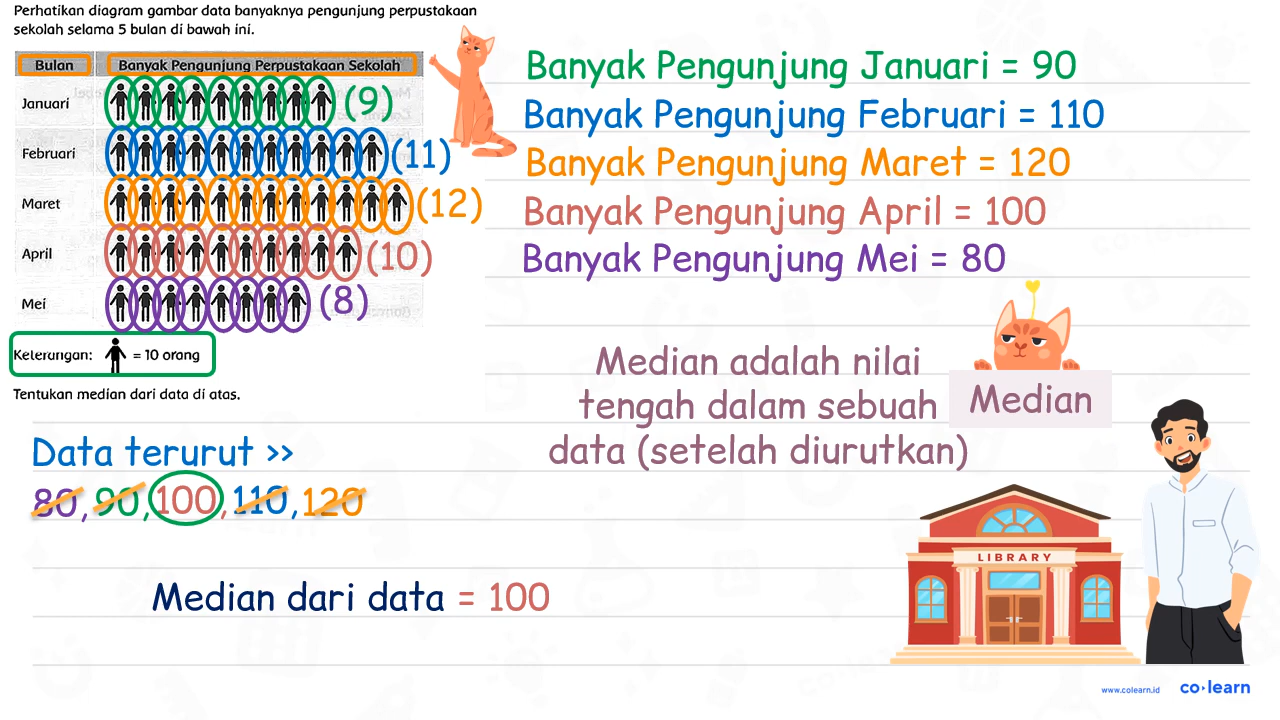 Perhatikan diagram gambar data banyaknya pengunjung perpustakaan
sekolah selama 5 bulan di bawah ini.
Bulan Banyak Pengunjung Perpustakaan Sekolah
Januari (9)
Februari (11)
Maret (12)
April (10)
Mei (8)
Keterangan: = 10 orang
Tentukan median dari data di atas.
Banyak Pengunjung Januari = 90
Banyak Pengunjung Februari = 110
Banyak Pengunjung Maret = 120
Banyak Pengunjung April = 100
Banyak Pengunjung Mei = 80
Median adalah nilai
tengah dalam sebuah
data (setelah diurutkan)
Median
Data terurut >>
80, 90, 100, 110, 120
Median dari data = 100
LIBRARY
www.colearn.id co·learn